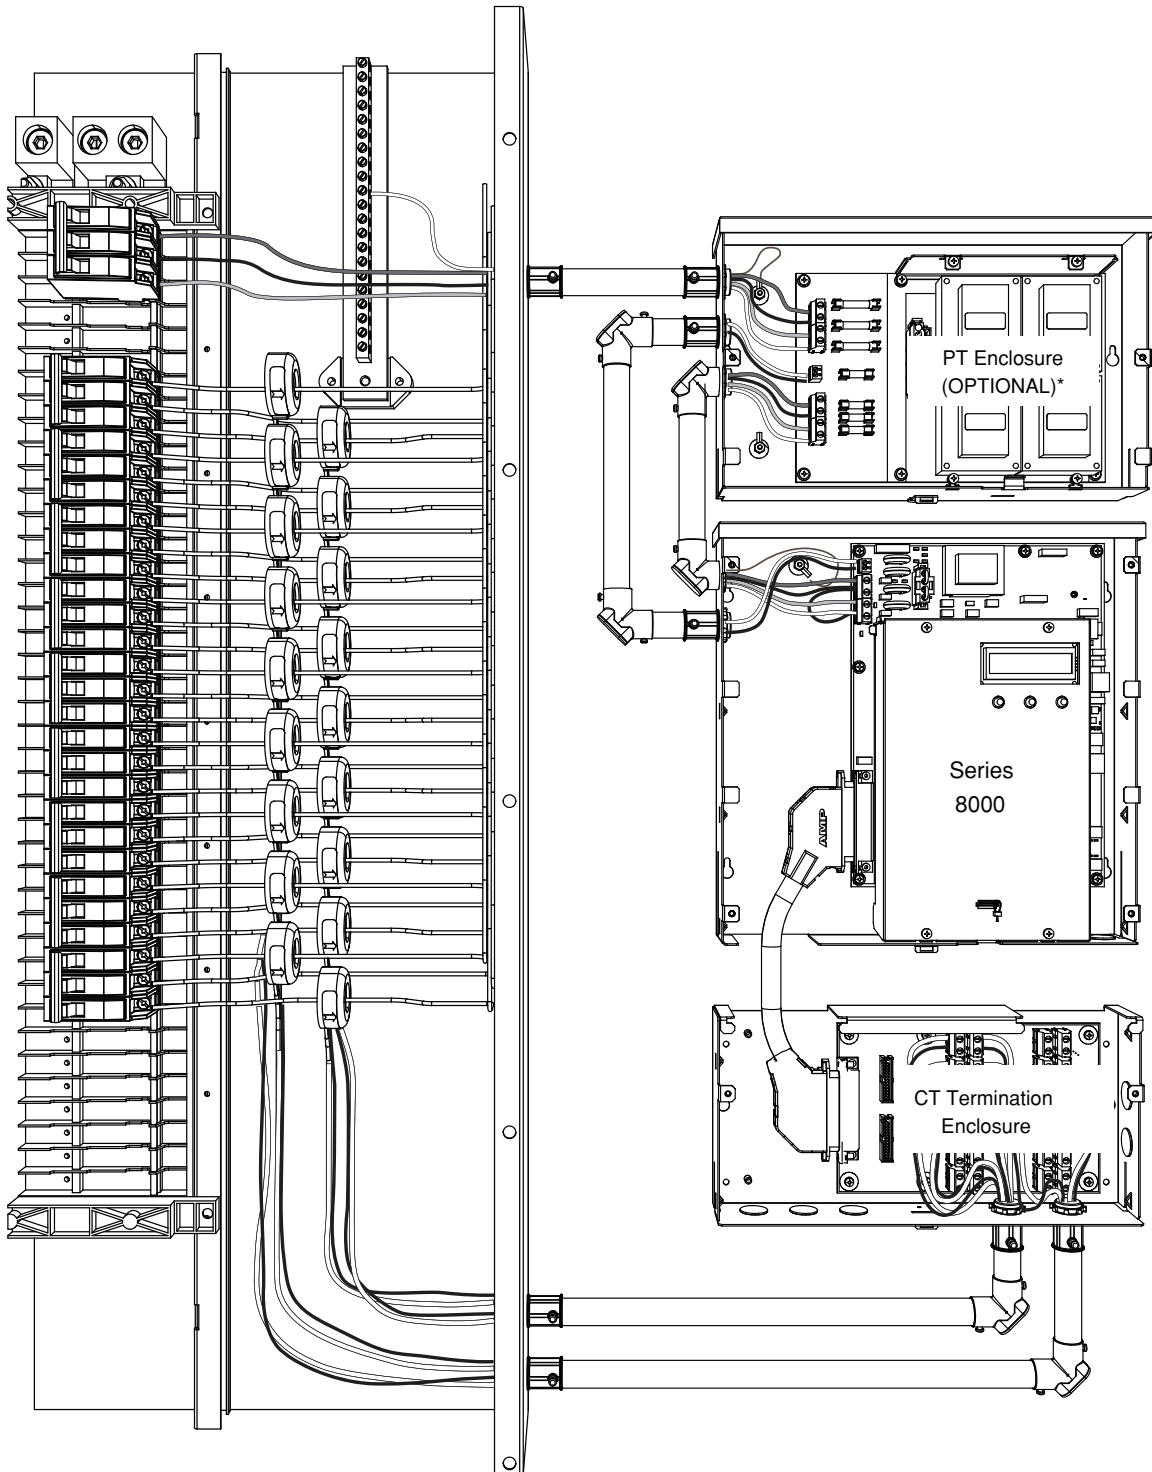 PT Enclosure
(OPTIONAL)*
Series
8000
AMP
CT Termination
Enclosure